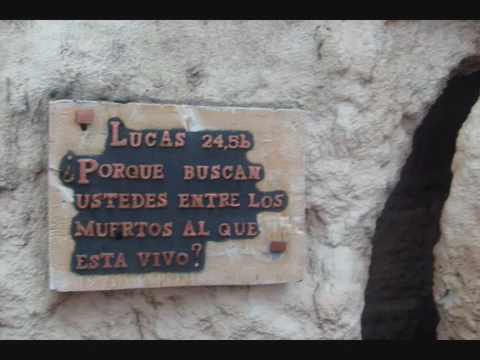 LUCAS 24,5b
¿PORQUE BUSCAN
USTEDES ENTRE LOS
MUERTOS AL QUE
ESTA VIVO?